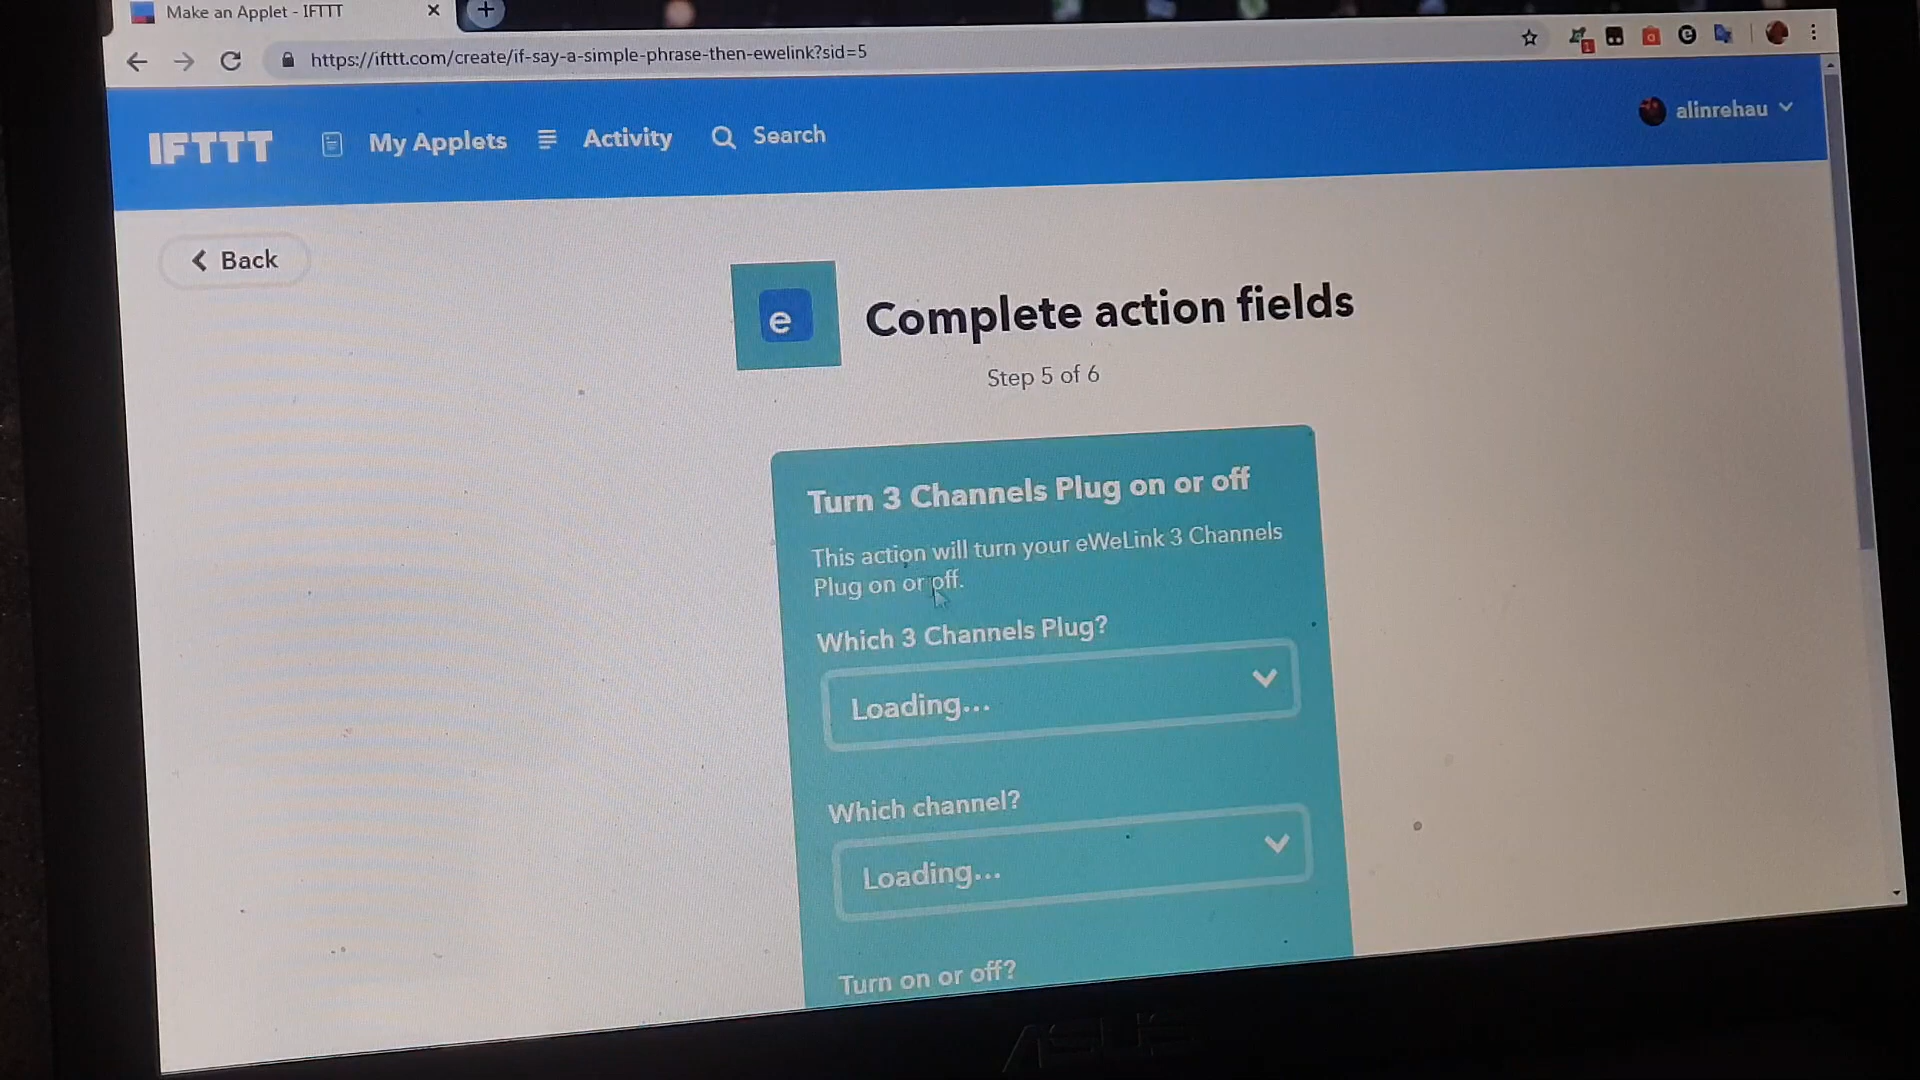 Make an Applet - IFTTT
https://ifttt.com/create/if-say-a-simple-phrase-then-ewelink?sid=5
IFTTT My Applets Activity Search alinrehau
Back
e Complete action fields
Step 5 of 6
Turn 3 Channels Plug on or off
This action will turn your eWeLink 3 Channels
Plug on or off.
Which 3 Channels Plug?
Loading...
Which channel?
Loading...
Turn on or off?
ASUS